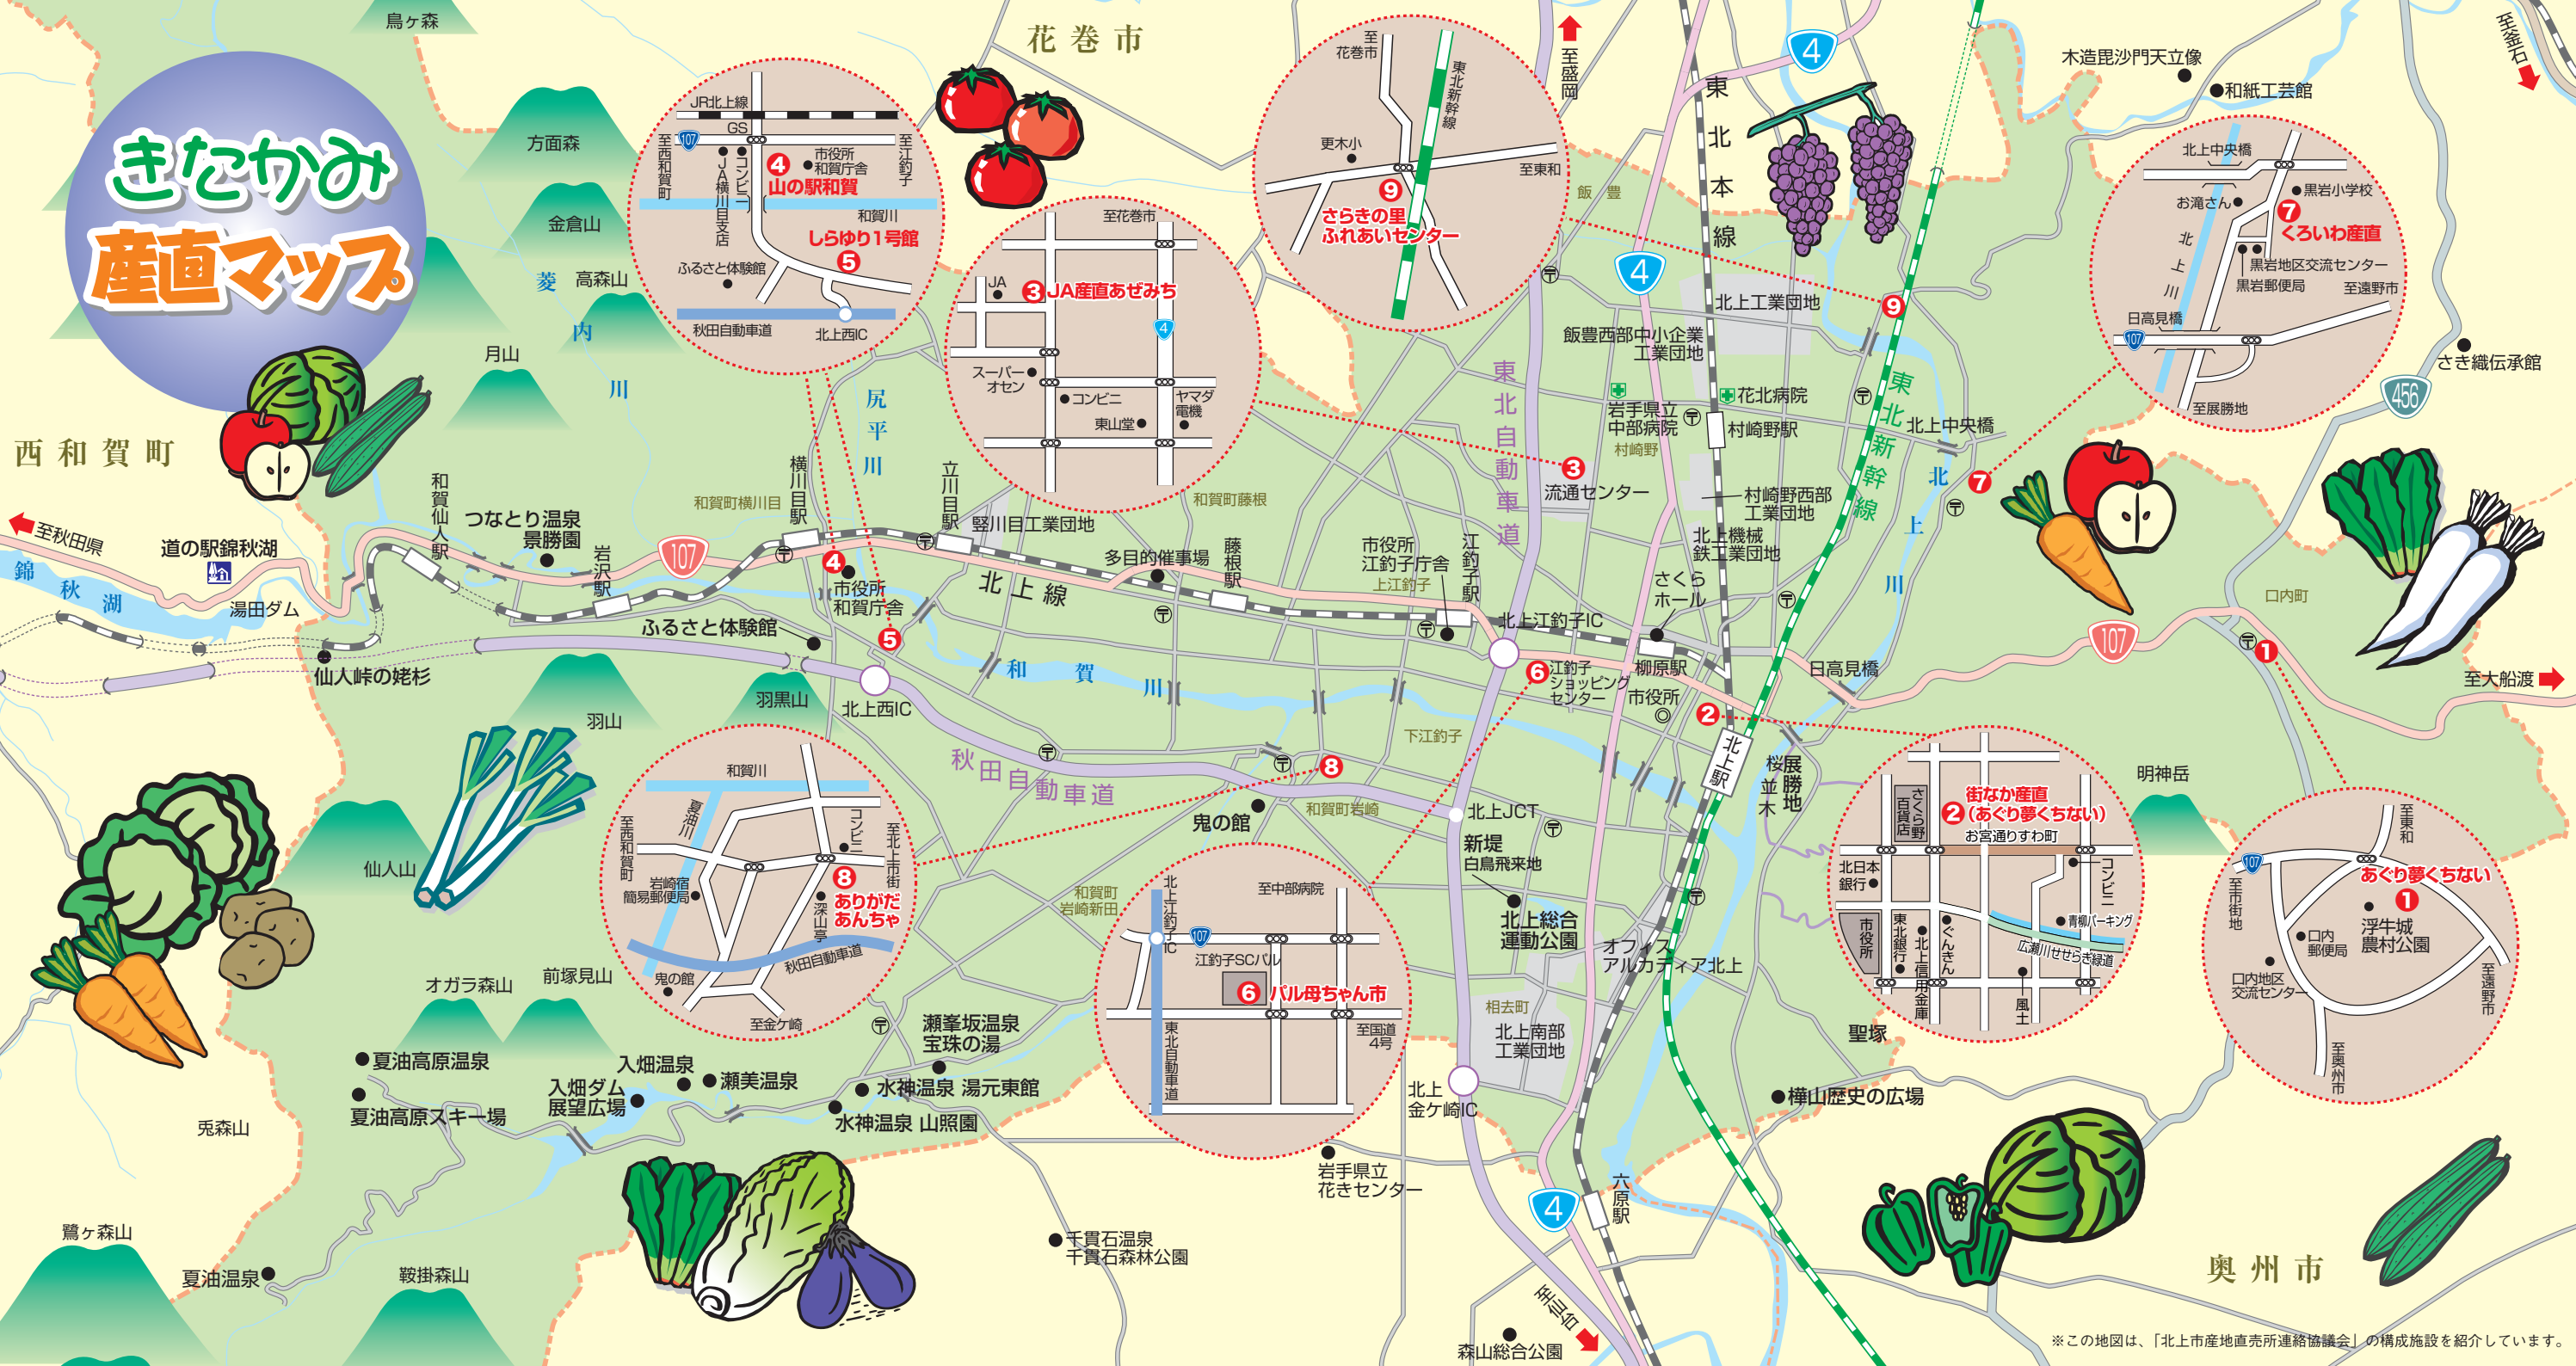 きたかみ
産直マップ
鳥ヶ森
花巻市
至盛岡
4
至釜石
木造毘沙門天立像
和紙工芸館
方面森
金倉山
高森山
月山
菱内川
尻平川
西和賀町
JR北上線
GS
107
至西和賀町
至江釣子
JA横川目支店
コンビニ
市役所
和賀庁舎
4
山の駅和賀
和賀川
しらゆり1号館
5
ふるさと体験館
秋田自動車道
北上西IC
至花巻市
JA
3 JA産直あぜみち
4
スーパー
オセン
コンビニ
東山堂
ヤマダ
電機
至
花巻市
東北新幹線
更木小
至東和
9
さらきの里
ふれあいセンター
飯豊
東北本線
4
北上工業団地
飯豊西部中小企業
工業団地
9
北上中央橋
黒岩小学校
お滝さん
7
くろいわ産直
北上川
黒岩地区交流センター
黒岩郵便局
至遠野市
日高見橋
107
至展勝地
さき織伝承館
456
東北自動車道
岩手県立
中部病院
花北病院
村崎野駅
村崎野
東北新幹線
北上中央橋
北上川
7
3
流通センター
村崎野西部
工業団地
北上機械
鉄工業団地
和賀町横川目
和賀町藤根
至秋田県
道の駅錦秋湖
錦秋湖
湯田ダム
和賀仙人駅
つなとり温泉
景勝園
岩沢駅
107
横川目駅
立川目駅
竪川目工業団地
4
市役所
和賀庁舎
北上線
多目的催事場
藤根駅
市役所
江釣子庁舎
上江釣子
江釣子駅
北上江釣子IC
さくら
ホール
柳原駅
口内町
107
1
至大船渡
仙人峠の姥杉
ふるさと体験館
5
和賀川
6
江釣子
ショッピング
センター
市役所
2
日高見橋
羽山
羽黒山
北上西IC
秋田自動車道
下江釣子
8
北上駅
桜並木
展勝地
明神岳
仙人山
和賀川
夏油川
至西和賀町
コンビニ
至北上市街
岩崎宿
簡易郵便局
8
ありがだ
あんちゃ
深山亭
秋田自動車道
鬼の館
至金ケ崎
鬼の館
和賀町岩崎
北上JCT
新堤
白鳥飛来地
北上総合
運動公園
オフィス
アルカディア北上
和賀町
岩崎新田
北上江釣子IC
至中部病院
107
江釣子SCパル
6 パル母ちゃん市
東北自動車道
至国道
4号
さくら野
百貨店
街なか産直
2 (あぐり夢くちない)
お宮通りすわ町
北日本
銀行
コンビニ
市役所
東北銀行
北上信用金庫
ぐんきん
青柳パーキング
広瀬川せせらぎ緑道
風土
至東和
107
至市街地
あぐり夢くちない
1
浮牛城
農村公園
口内
郵便局
口内地区
交流センター
至遠野市
至奥州市
オガラ森山
前塚見山
夏油高原温泉
夏油高原スキー場
入畑温泉
入畑ダム
展望広場
瀬美温泉
瀬峯坂温泉
宝珠の湯
水神温泉 湯元東館
水神温泉 山照園
相去町
北上南部
工業団地
聖塚
北上
金ケ崎IC
樺山歴史の広場
兎森山
岩手県立
花きセンター
4
六原駅
鷲ヶ森山
夏油温泉
鞍掛森山
千貫石温泉
千貫石森林公園
至仙台
森山総合公園
奥州市
※この地図は、「北上市産地直売所連絡協議会」の構成施設を紹介しています。